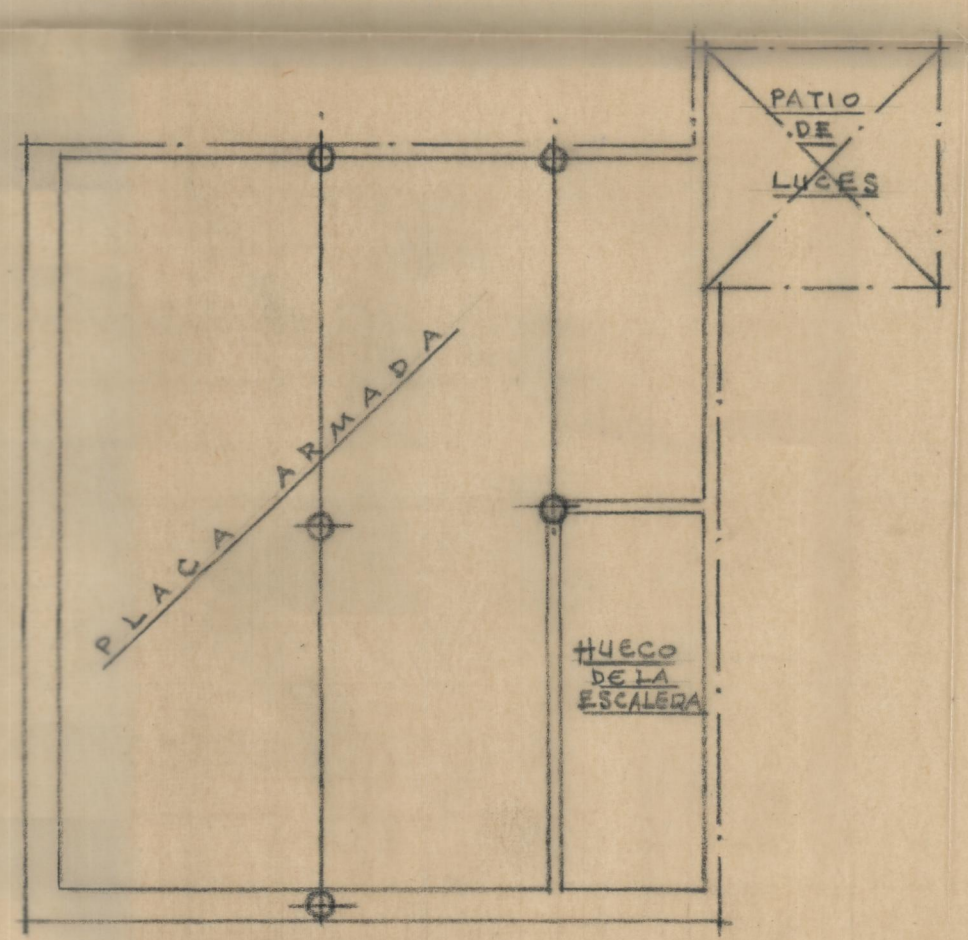 PATIO
DE
LUCES
PLACA ARMADA
HUECO
DE LA
ESCALERA